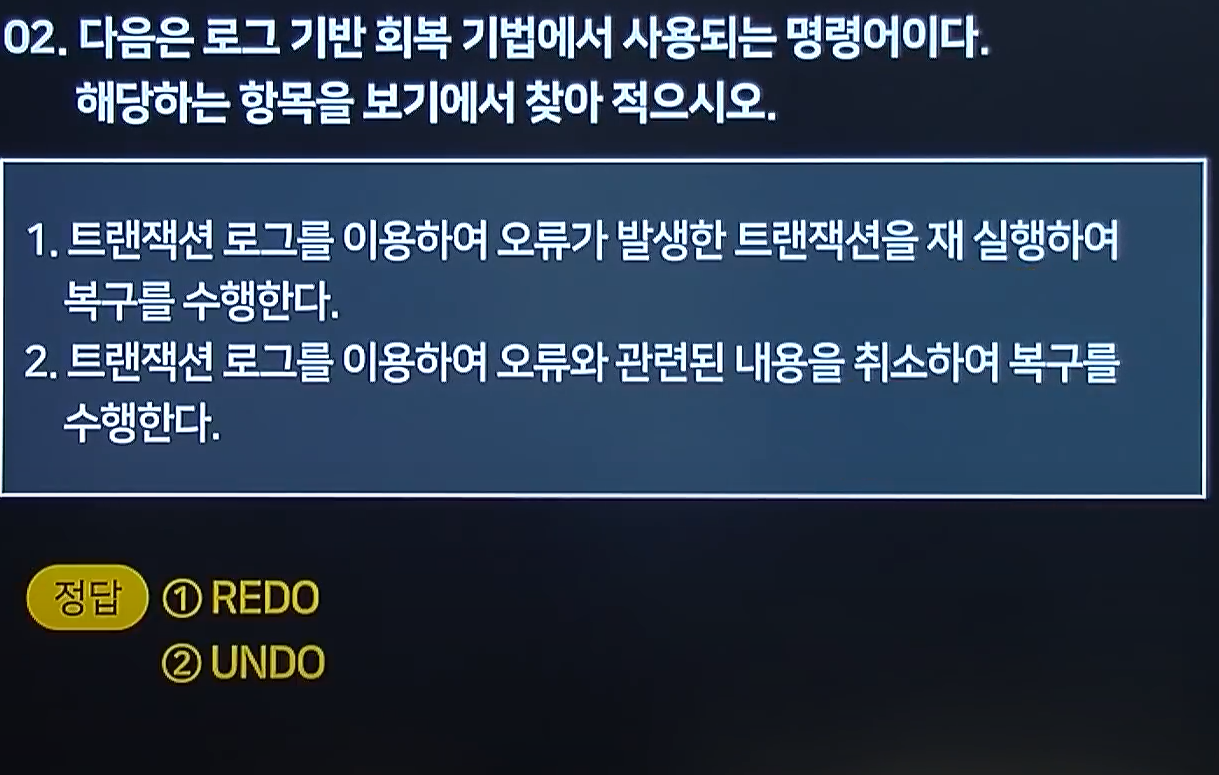 02. 다음은 로그 기반 회복 기법에서 사용되는 명령어이다.
해당하는 항목을 보기에서 찾아 적으시오.
1. 트랜잭션 로그를 이용하여 오류가 발생한 트랜잭션을 재 실행하여
복구를 수행한다.
2. 트랜잭션 로그를 이용하여 오류와 관련된 내용을 취소하여 복구를
수행한다.
정답 ① REDO
② UNDO